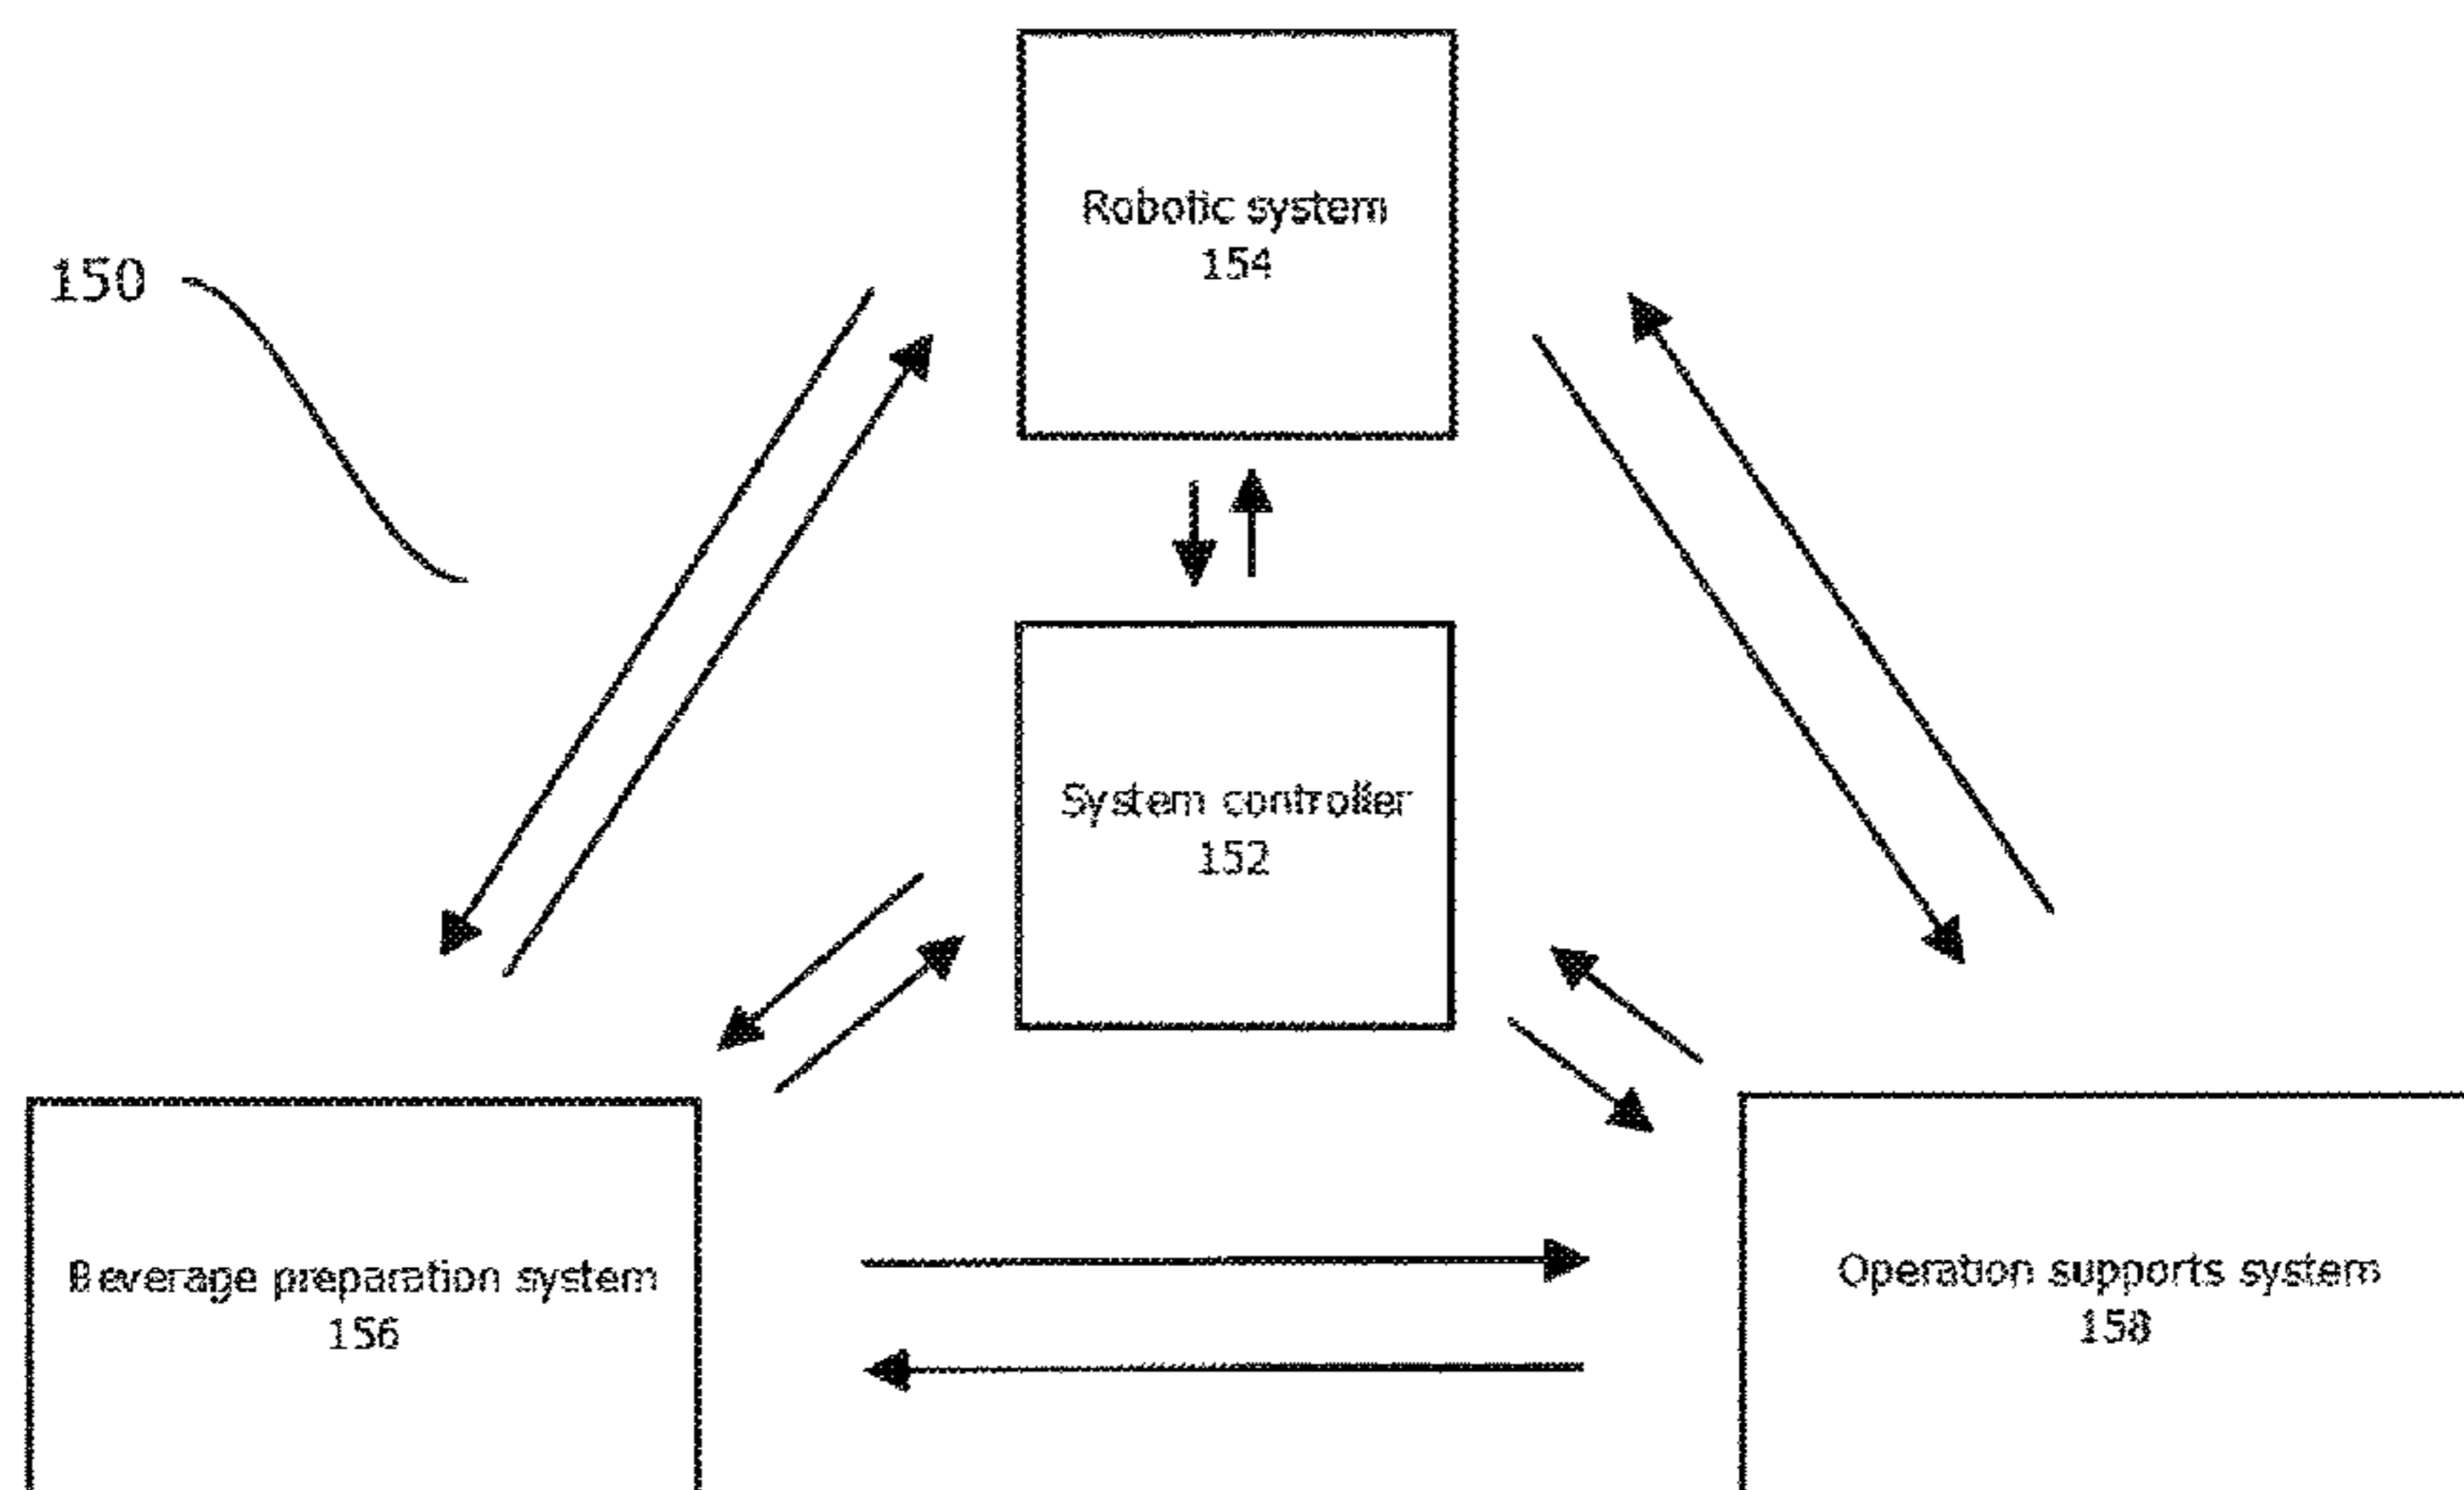 Robotic system
154
150
System controller
152
Beverage preparation system
156
Operation supports system
158